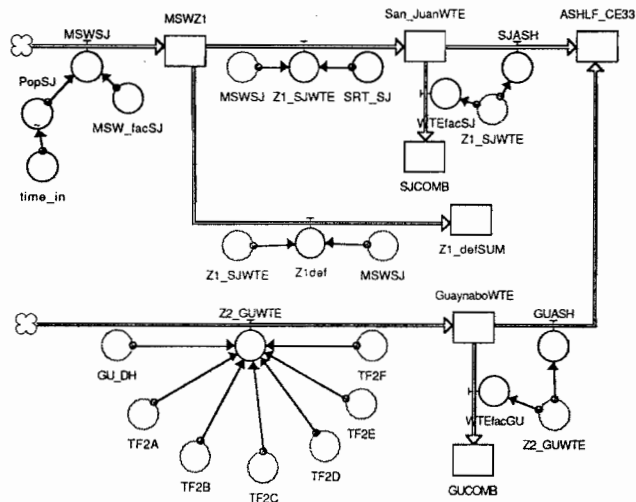 MSWSJ
MSWZ1
San_JuanWTE
SJASH
ASHLF_CE33
PopSJ
MSW_facSJ
time_in
MSWSJ
Z1_SJWTE
SRT_SJ
WTEfacSJ
Z1_SJWTE
SJCOMB
Z1_SJWTE
Z1def
MSWSJ
Z1_defSUM
Z2_GUWTE
GuaynaboWTE
GUASH
GU_DH
TF2F
TF2A
TF2E
TF2B
TF2C
TF2D
WTEfacGU
Z2_GUWTE
GUCOMB